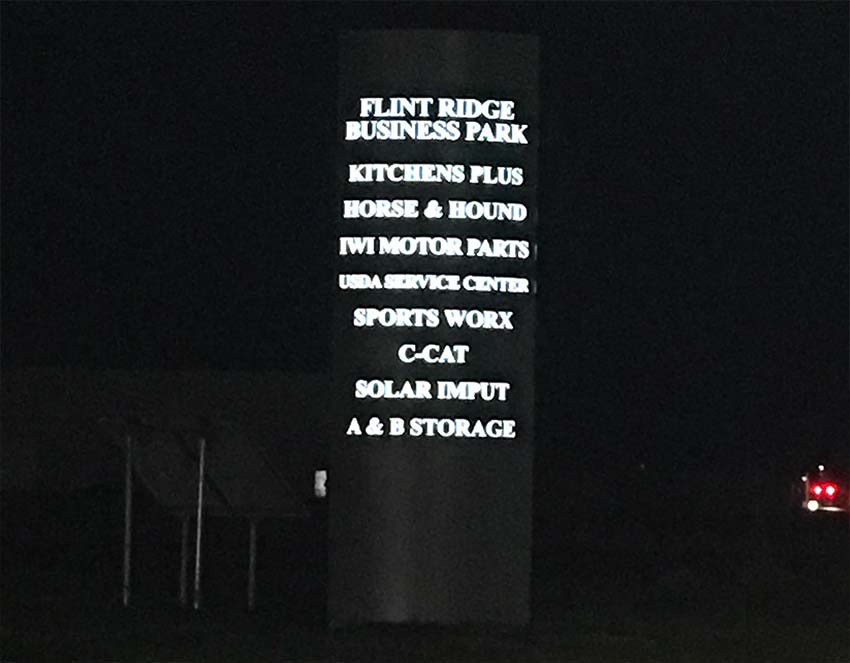 FLINT RIDGE
BUSINESS PARK
KITCHENS PLUS
HORSE & HOUND
IWI MOTOR PARTS
USDA SERVICE CENTER
SPORTS WORX
C-CAT
SOLAR IMPUT
A & B STORAGE